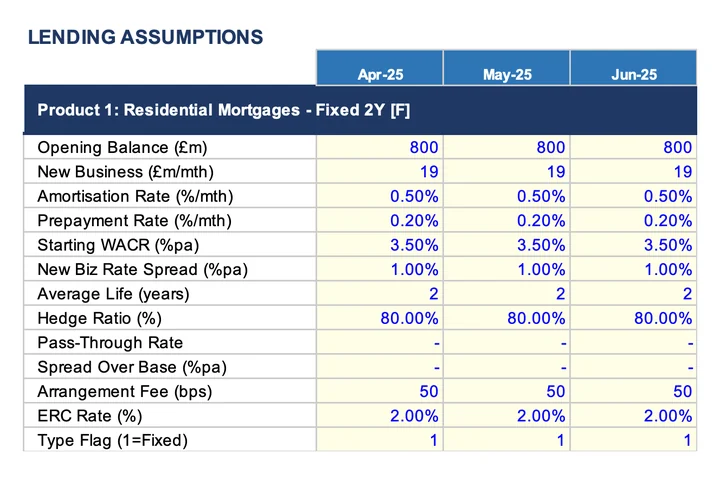 LENDING ASSUMPTIONS
Apr-25 May-25 Jun-25
Product 1: Residential Mortgages - Fixed 2Y [F]
Opening Balance (£m) 800 800 800
New Business (£m/mth) 19 19 19
Amortisation Rate (%/mth) 0.50% 0.50% 0.50%
Prepayment Rate (%/mth) 0.20% 0.20% 0.20%
Starting WACR (%pa) 3.50% 3.50% 3.50%
New Biz Rate Spread (%pa) 1.00% 1.00% 1.00%
Average Life (years) 2 2 2
Hedge Ratio (%) 80.00% 80.00% 80.00%
Pass-Through Rate - - -
Spread Over Base (%pa) - - -
Arrangement Fee (bps) 50 50 50
ERC Rate (%) 2.00% 2.00% 2.00%
Type Flag (1=Fixed) 1 1 1